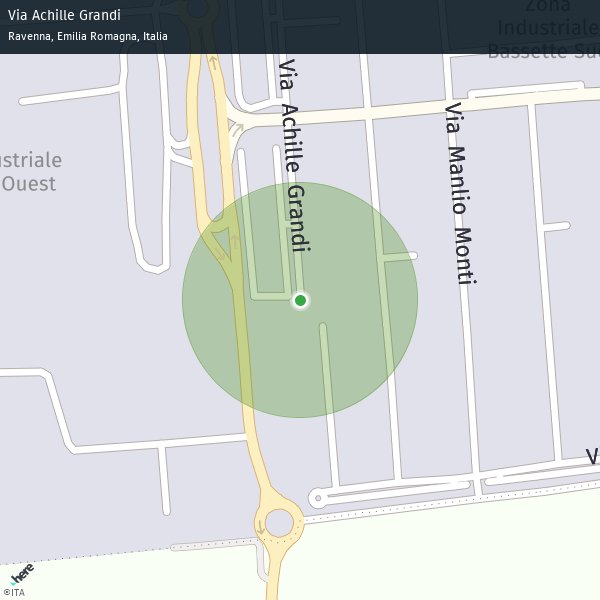 Via Achille Grandi
Ravenna, Emilia Romagna, Italia
Zona
Industriale
Bassette Su
striale
Ouest
Via Achille Grandi
Via Manlio Monti
V
here
©ITA